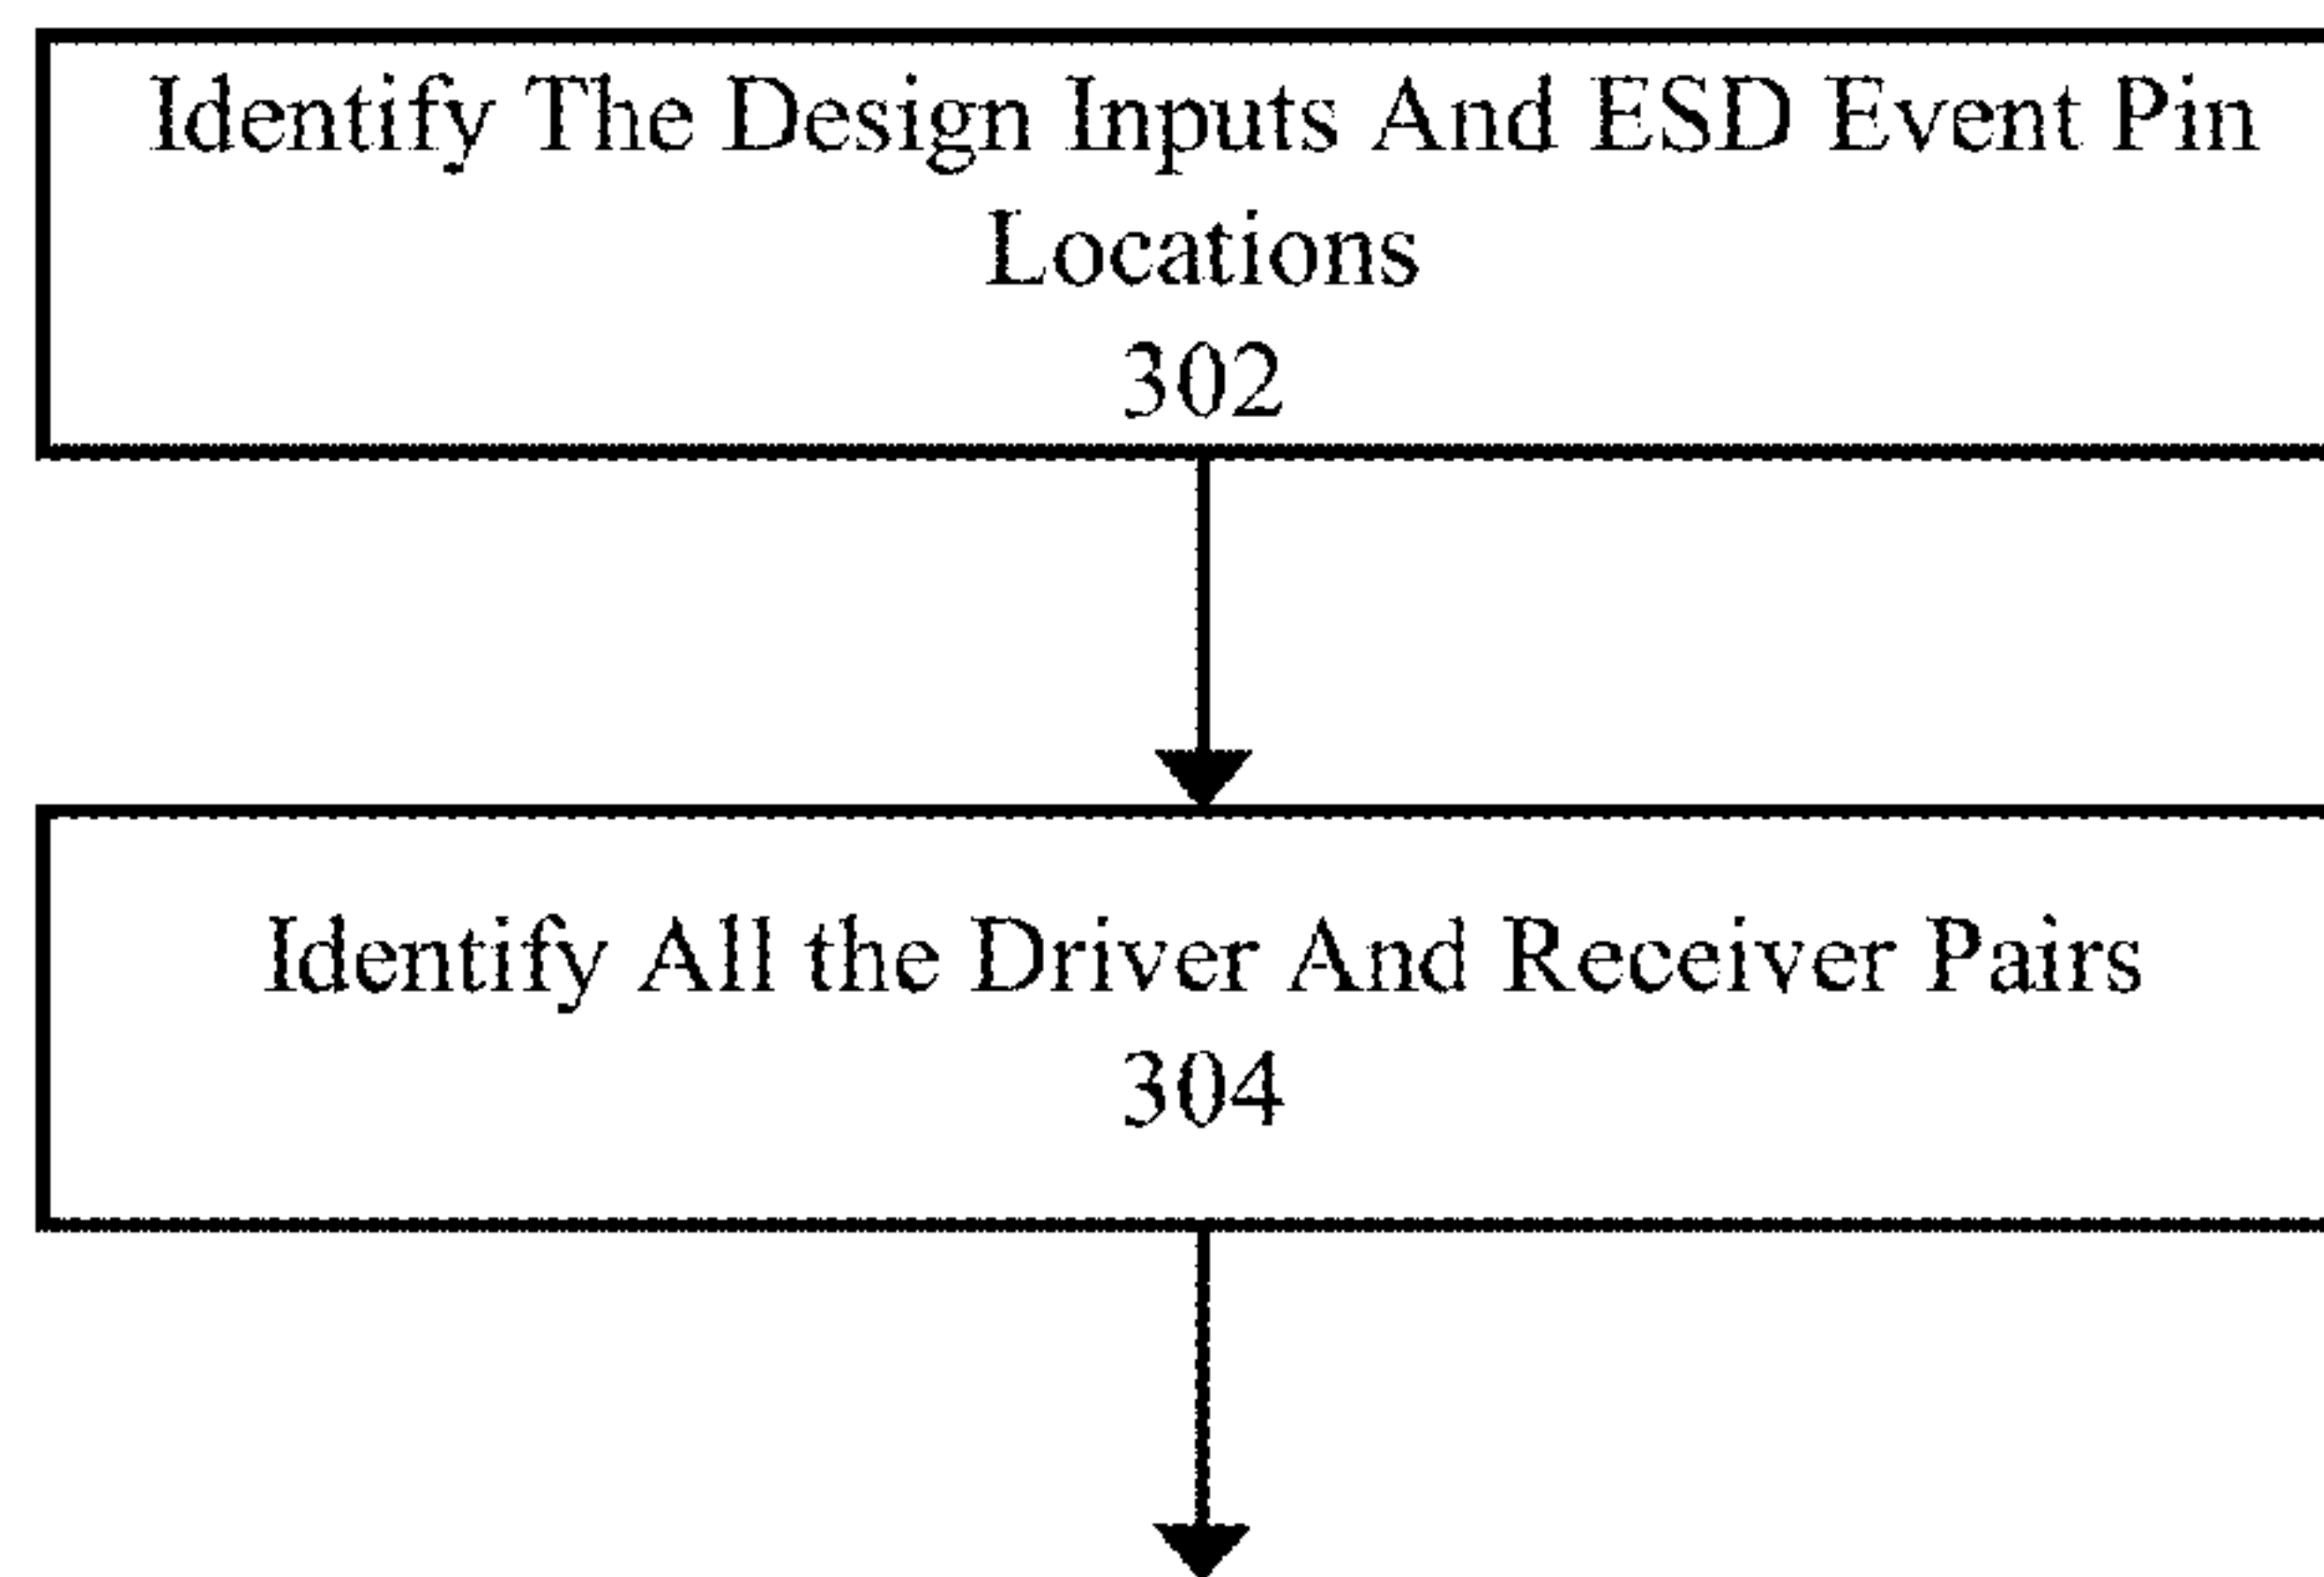 Identify The Design Inputs And ESD Event Pin
Locations
302
Identify All the Driver And Receiver Pairs
304